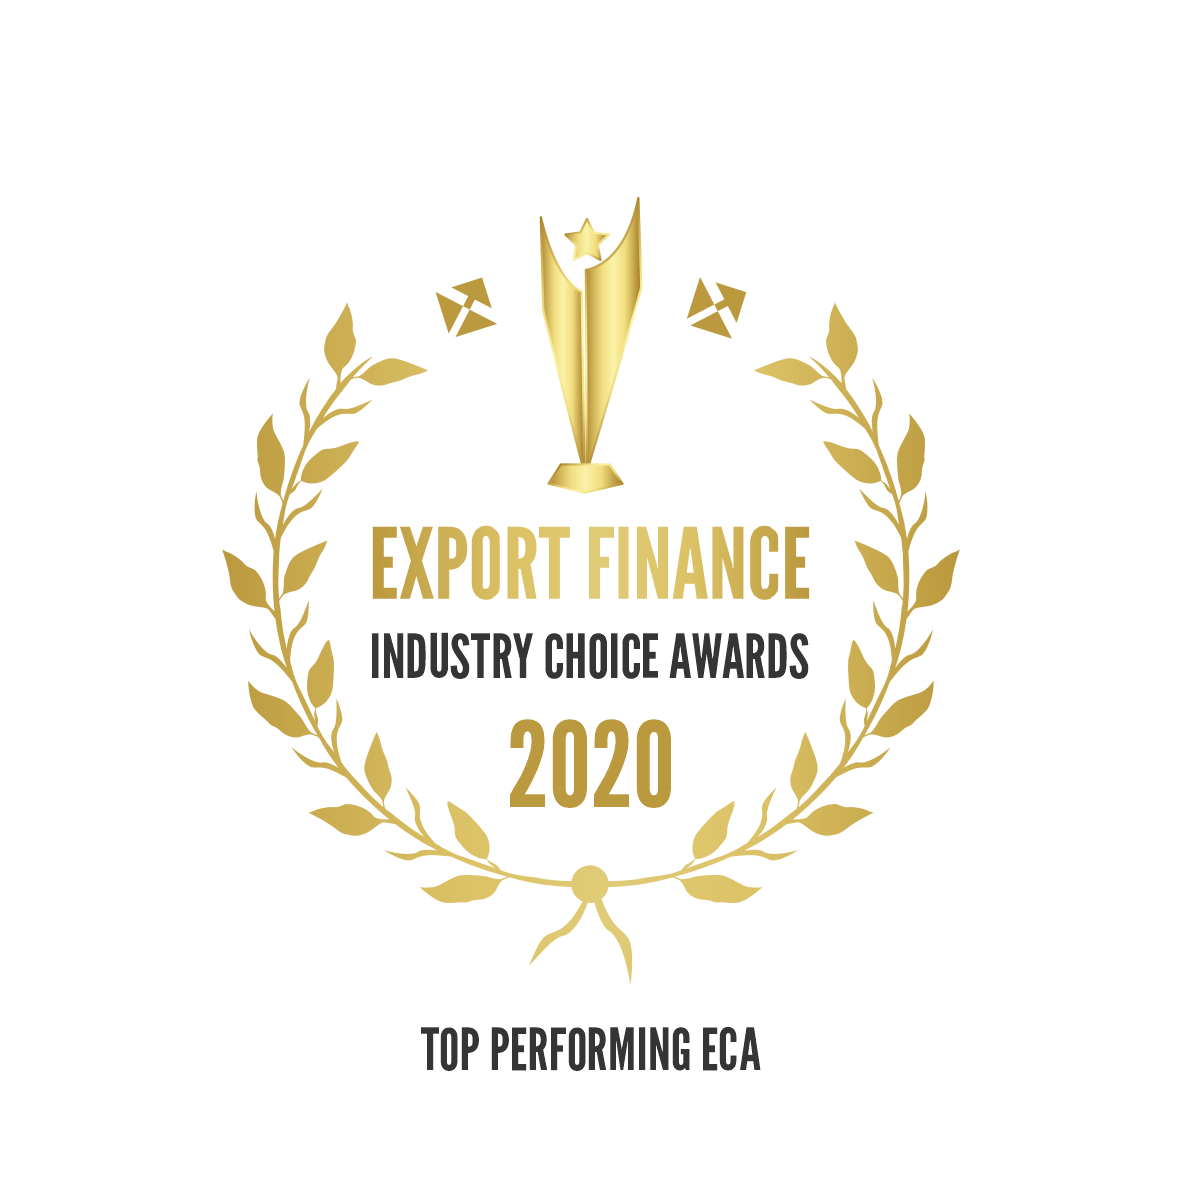 EXPORT FINANCE
INDUSTRY CHOICE AWARDS
2020
TOP PERFORMING ECA